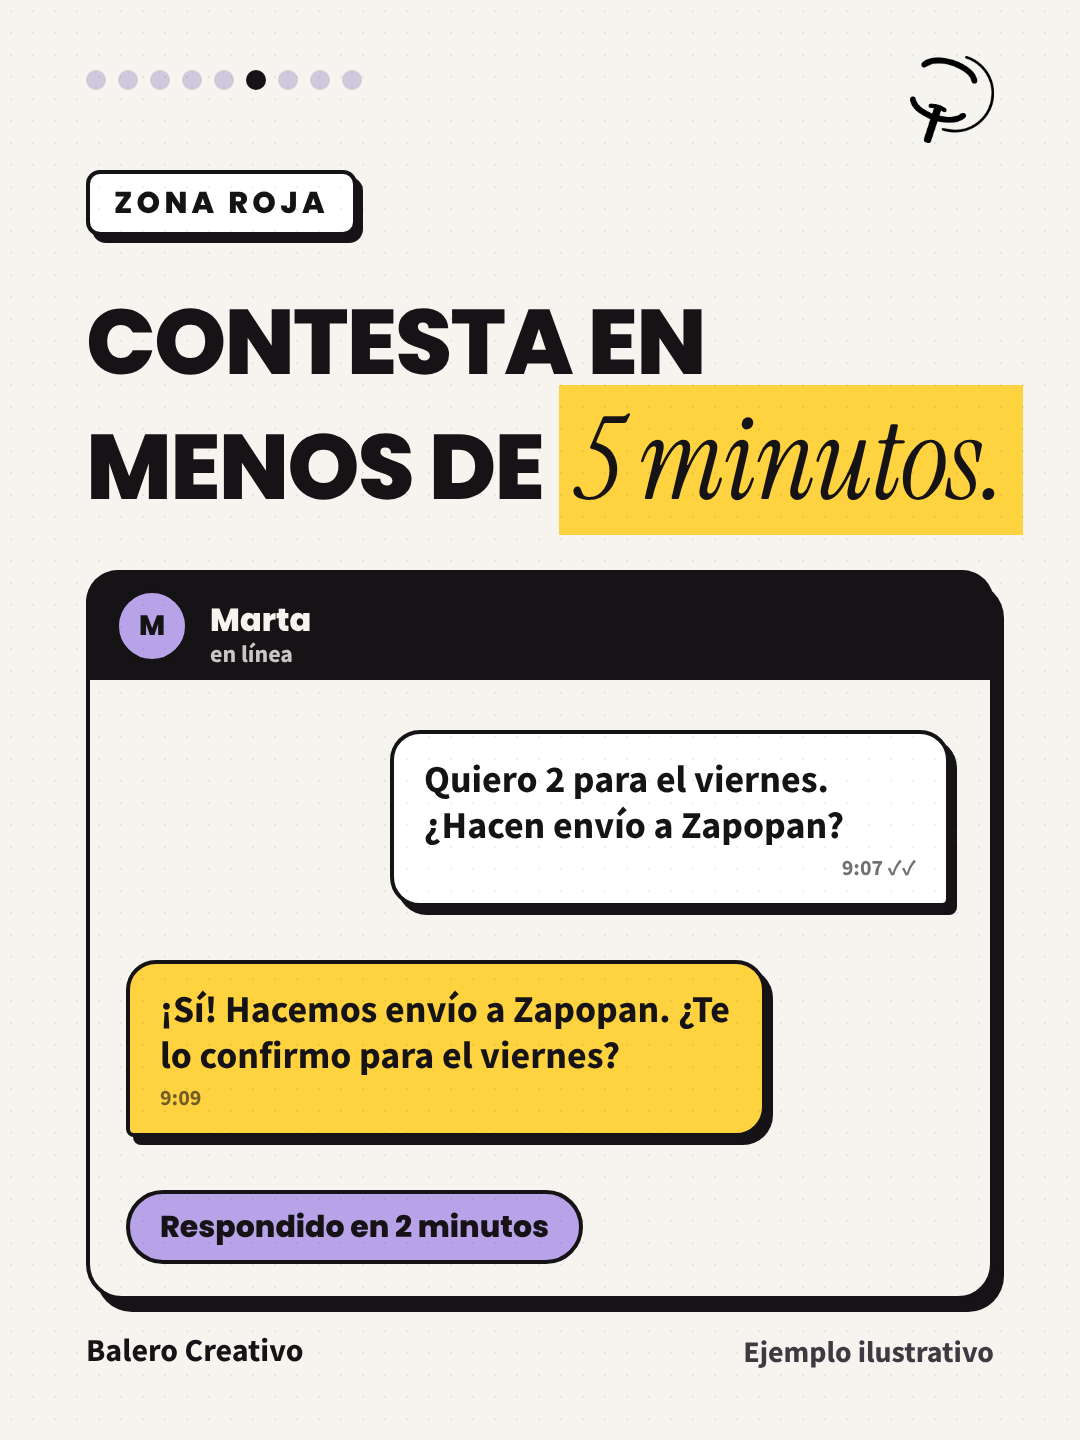 ZONA ROJA
CONTESTA EN
MENOS DE 5 minutos.
M
Marta
en línea
Quiero 2 para el viernes.
¿Hacen envío a Zapopan?
9:07 ✓✓
¡Sí! Hacemos envío a Zapopan. ¿Te
lo confirmo para el viernes?
9:09
Respondido en 2 minutos
Balero Creativo
Ejemplo ilustrativo